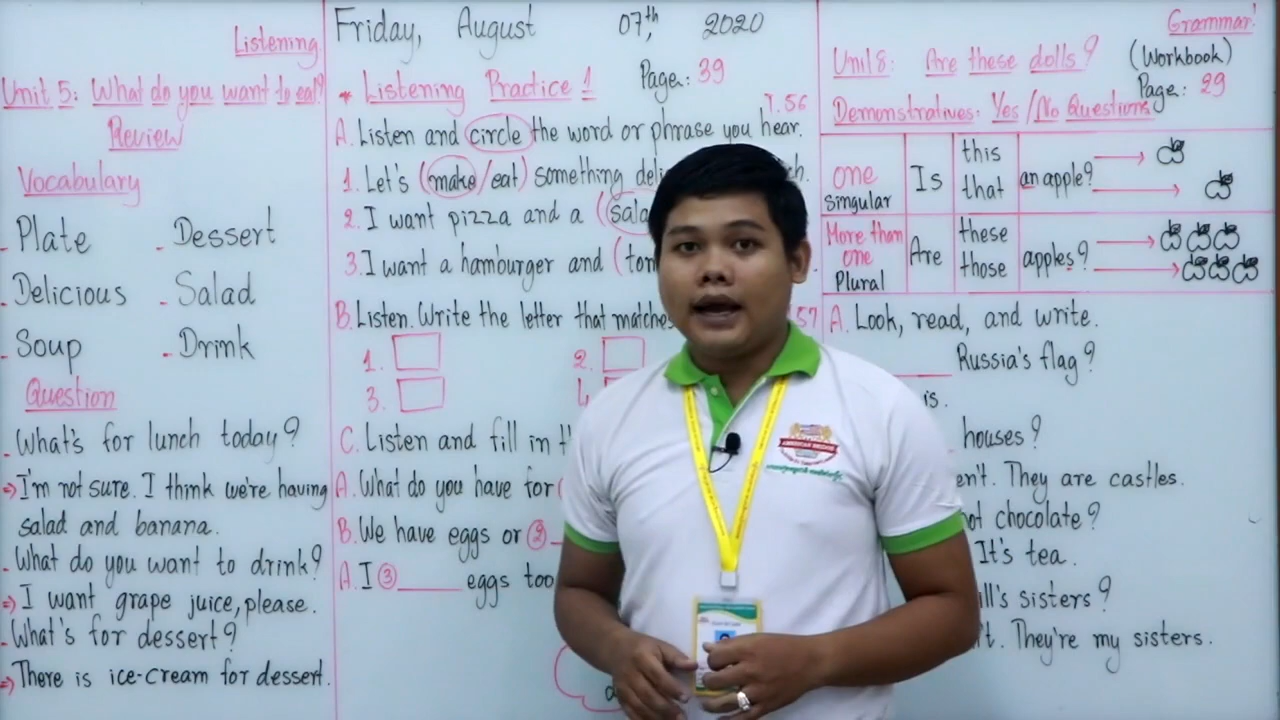 Listening
Unit 5: What do you want to eat?
Review
Vocabulary
- Plate - Dessert
- Delicious - Salad
- Soup - Drink
Question
- What's for lunch today?
I'm not sure. I think we're having
salad and banana.
- What do you want to drink?
I want grape juice, please.
- What's for dessert?
There is ice-cream for dessert.
Friday, August 07th, 2020
* Listening Practice 1 Page: 39
T.56
A. Listen and circle the word or phrase you hear.
1. Let's (make/eat) something
2. I want pizza and a
3. I want a hamburger and
B. Listen. Write the letter that matches 57
1. 2.
3.
C. Listen and fill in
A. What do you have for
B. We have eggs or ②
A. I ③ eggs too
Grammar:
Unit 8: Are these dolls? (Workbook)
Page: 29
Demonstratives: Yes/No Questions
one singular Is this that an apple?
More than one Plural Are these those apples?
A. Look, read, and write.
Russia's flag?
is.
houses?
They are castles.
chocolate?
It's tea.
sisters?
They're my sisters.
AMERICAN BRIDGE